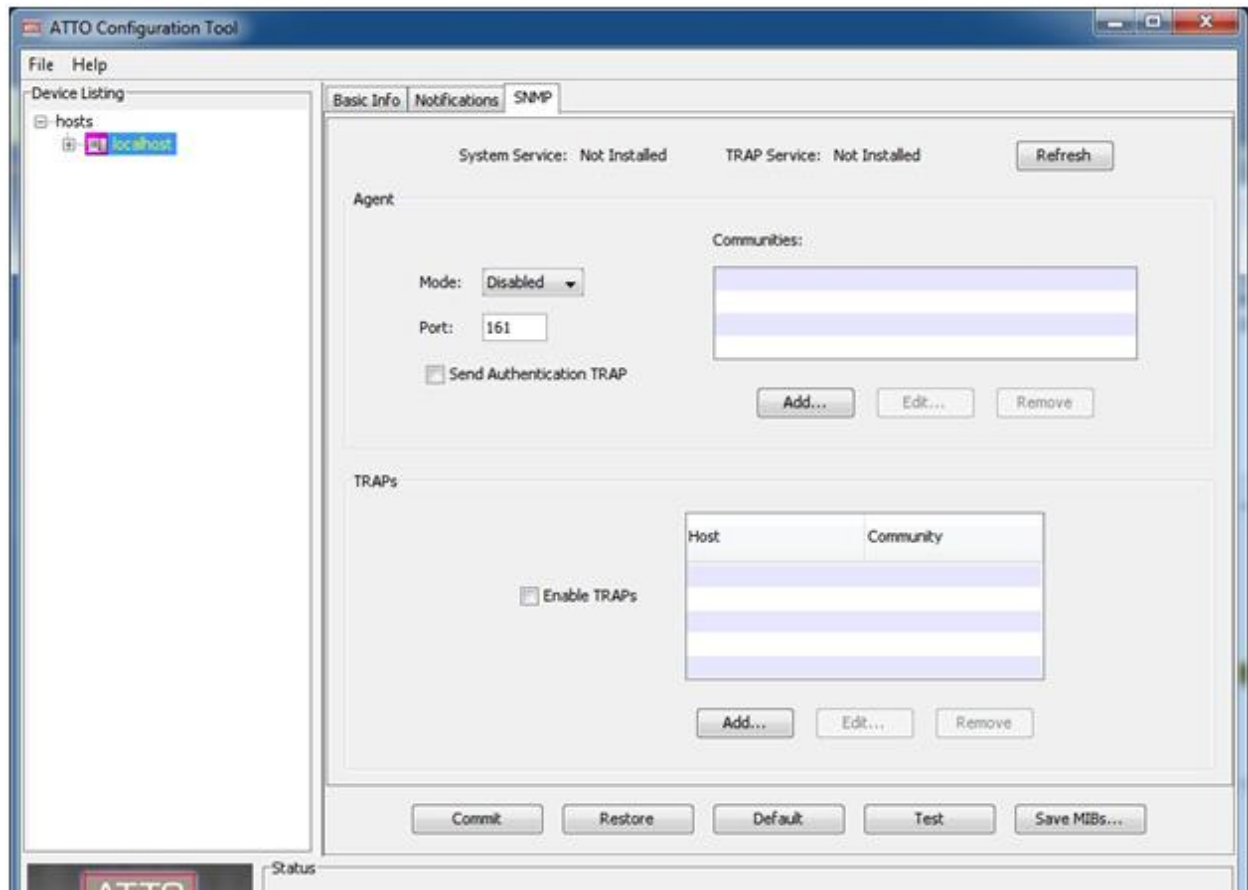 ATTO Configuration Tool
File Help
Device Listing
hosts
localhost
Basic Info Notifications SNMP
System Service: Not Installed TRAP Service: Not Installed Refresh
Agent
Communities:
Mode: Disabled
Port: 161
Send Authentication TRAP
Add... Edit... Remove
TRAPs
Host Community
Enable TRAPs
Add... Edit... Remove
Commit Restore Default Test Save MIBs...
Status
ATTO